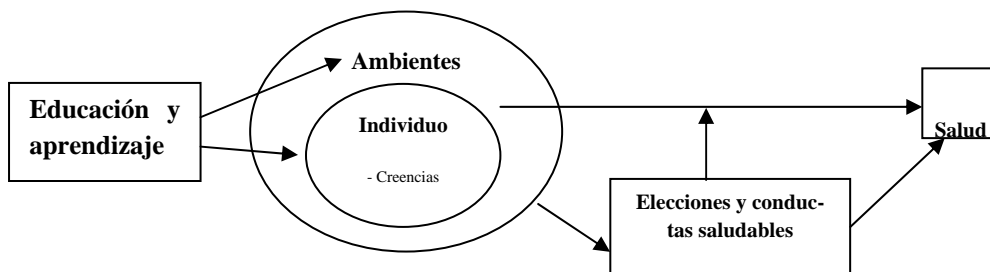 Educación y
aprendizaje
Ambientes
Individuo
- Creencias
Elecciones y conduc-
tas saludables
Salud